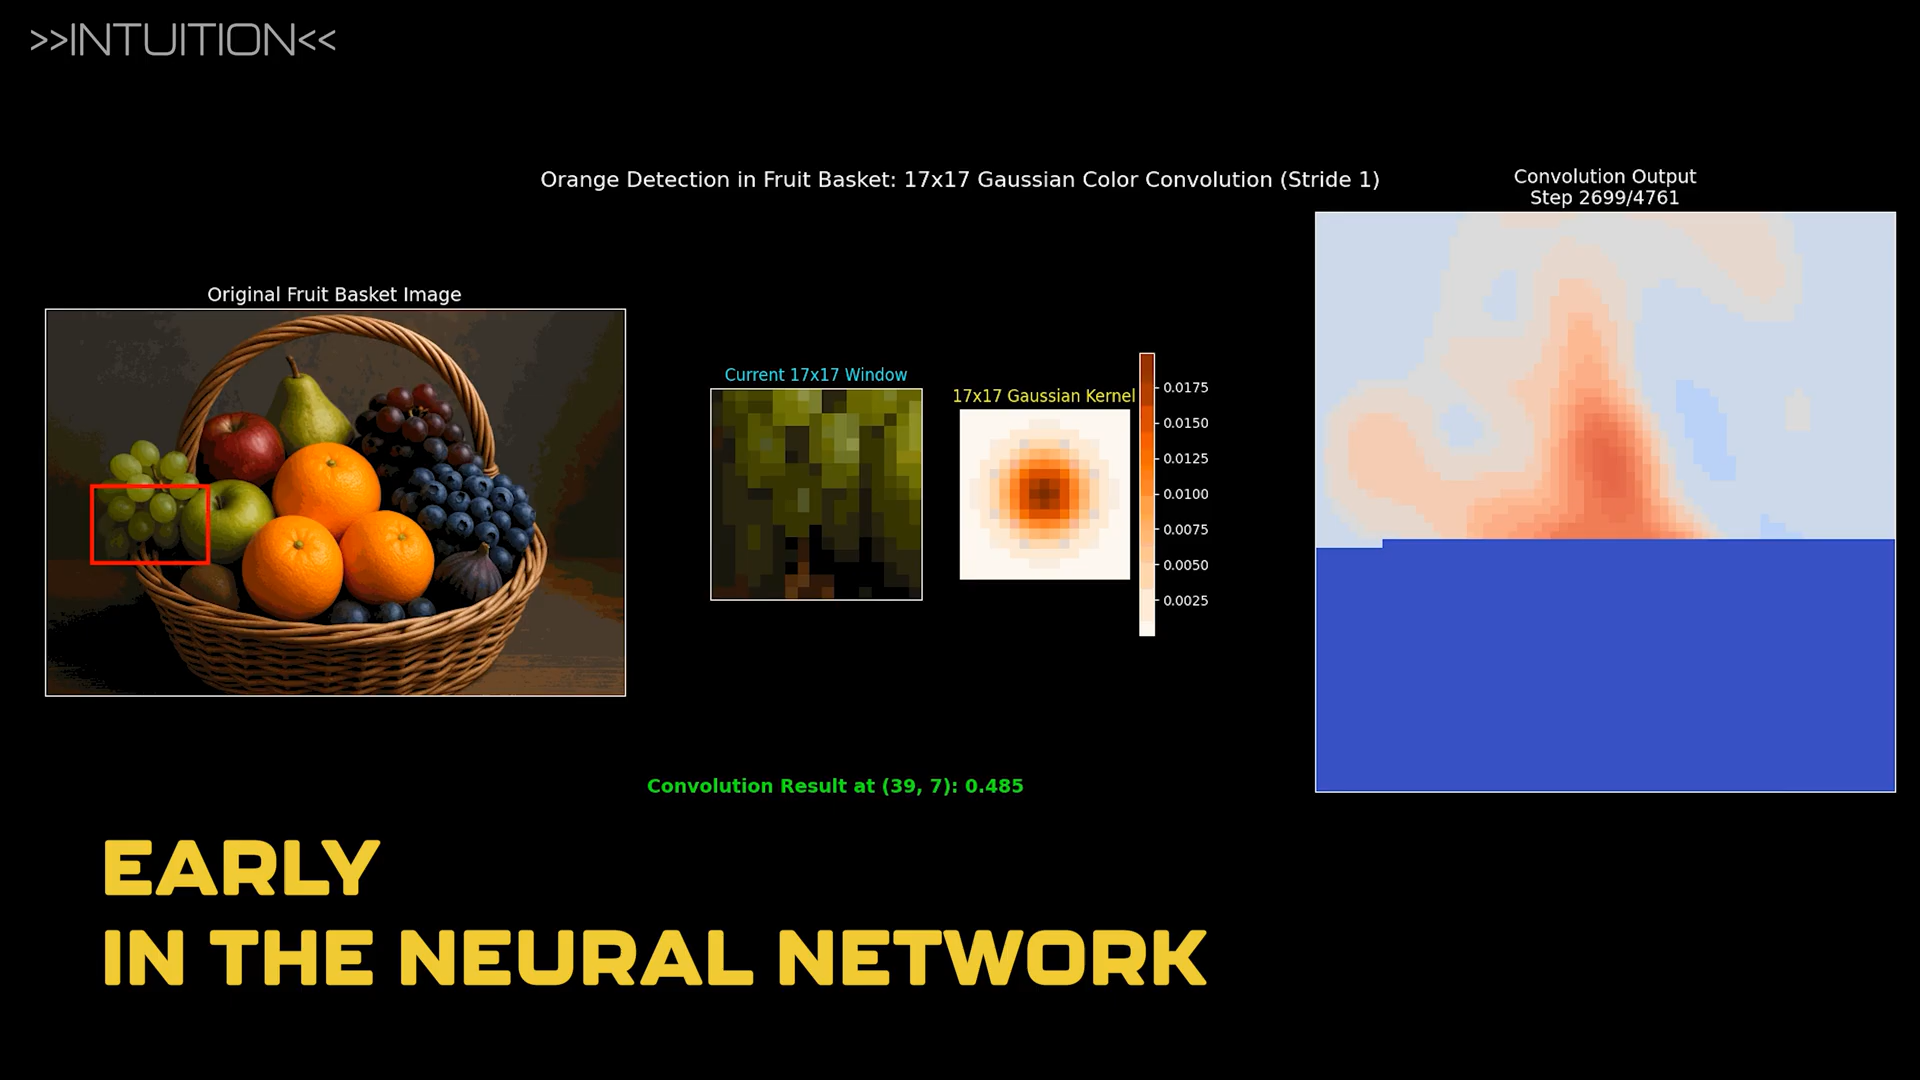 >>INTUITION<<
Orange Detection in Fruit Basket: 17x17 Gaussian Color Convolution (Stride 1)
Convolution Output
Step 2699/4761
Original Fruit Basket Image
Current 17x17 Window
17x17 Gaussian Kernel
0.0175
0.0150
0.0125
0.0100
0.0075
0.0050
0.0025
Convolution Result at (39, 7): 0.485
EARLY
IN THE NEURAL NETWORK